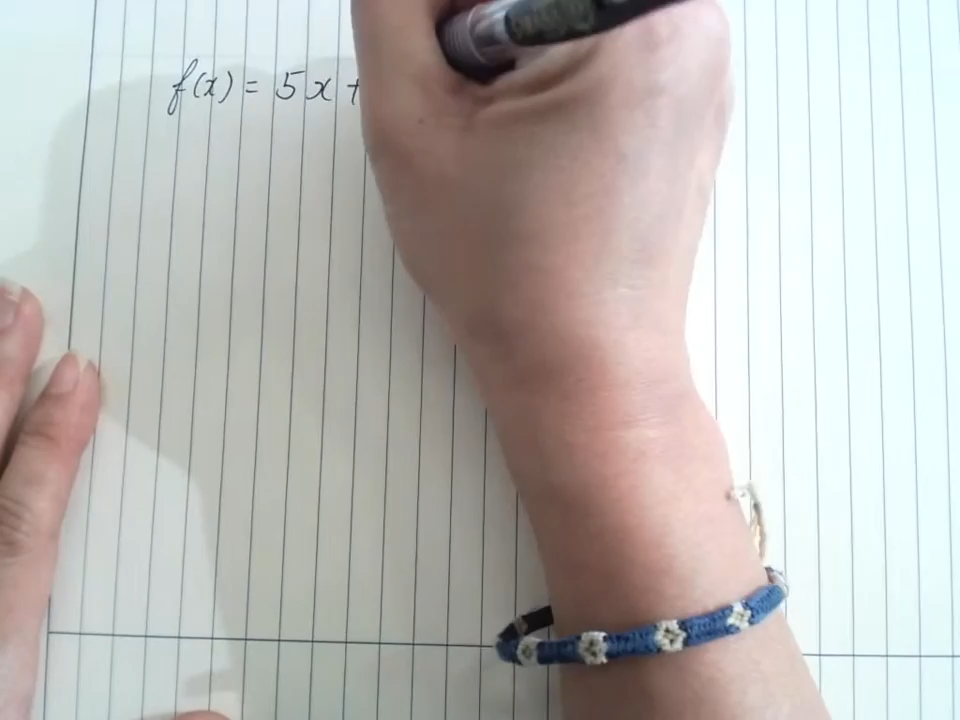 f(x) = 5x +